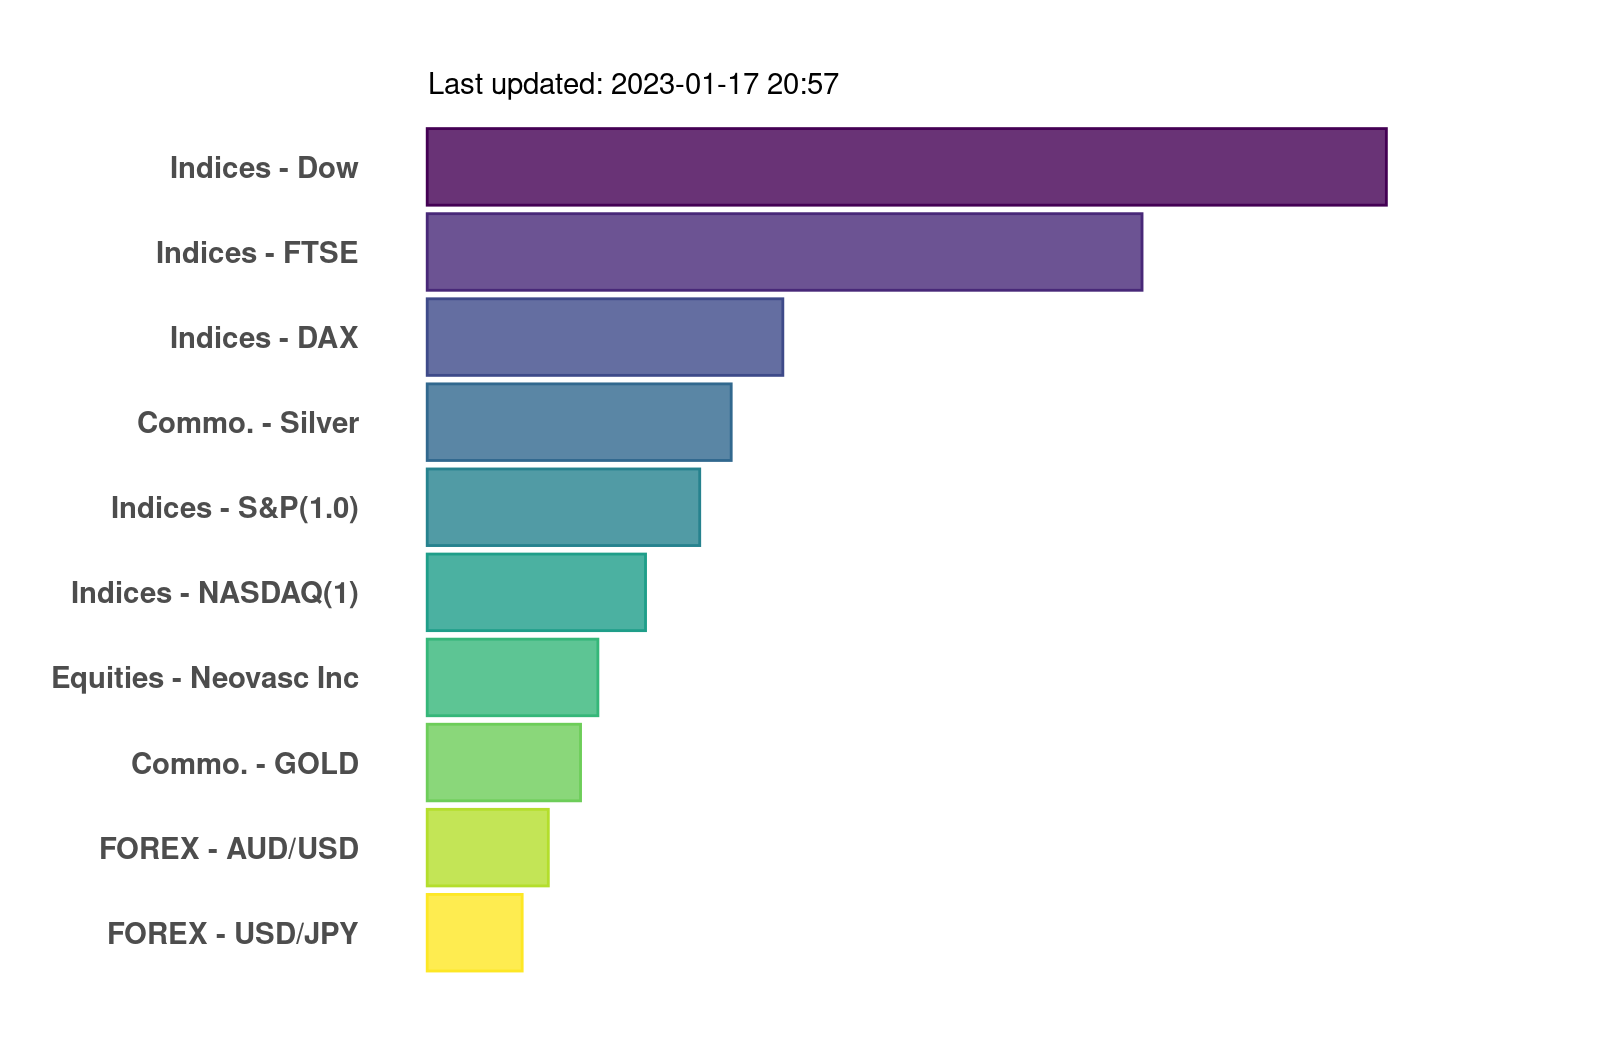 Last updated: 2023-01-17 20:57
Indices - Dow
Indices - FTSE
Indices - DAX
Commo. - Silver
Indices - S&P(1.0)
Indices - NASDAQ(1)
Equities - Neovasc Inc
Commo. - GOLD
FOREX - AUD/USD
FOREX - USD/JPY